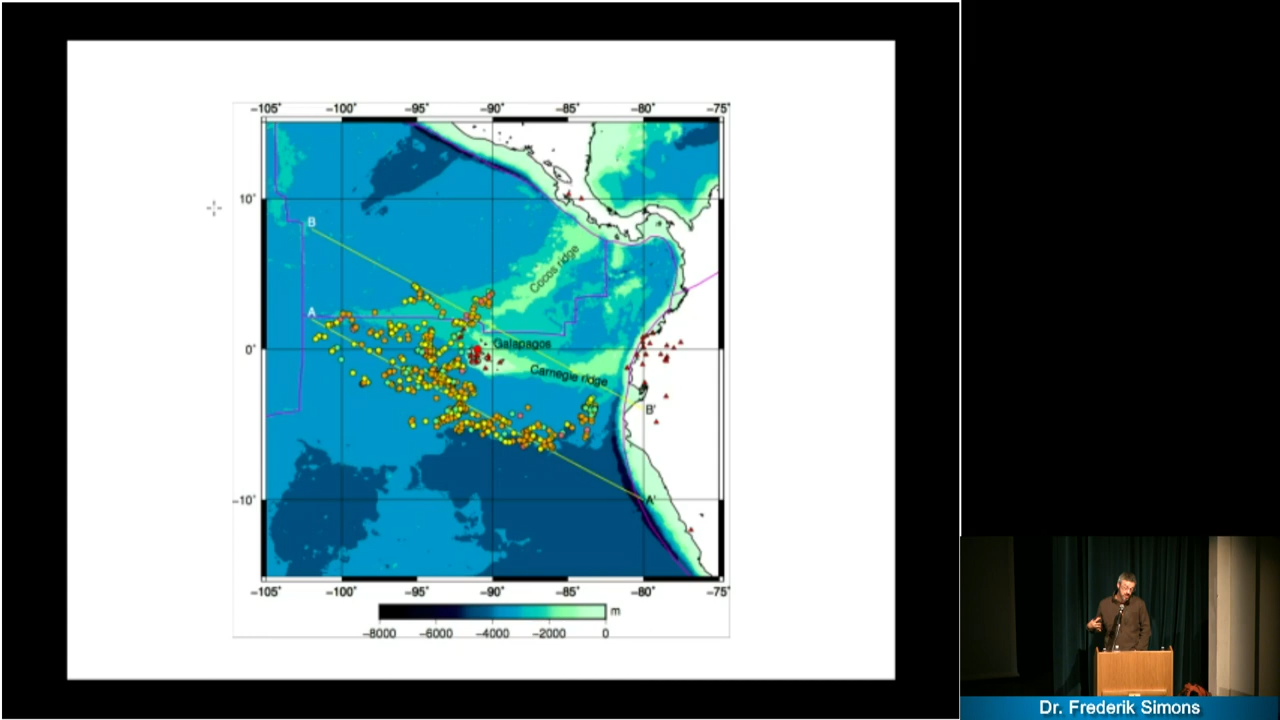 −105° −100° −95° −90° −85° −80° −75°
10°
B
Cocos ridge
A
0°
Galapagos
Carnegie ridge
B'
−10°
A'
−105° −100° −95° −90° −85° −80° −75°
m
−8000 −6000 −4000 −2000 0
Dr. Frederik Simons